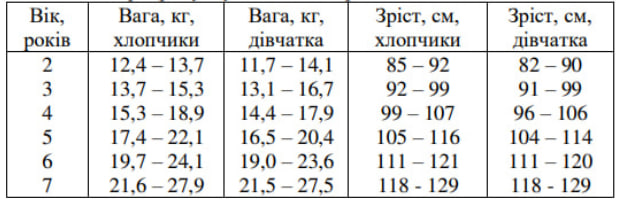 Вік, років | Вага, кг, хлопчики | Вага, кг, дівчатка | Зріст, см, хлопчики | Зріст, см, дівчатка
2 | 12,4 – 13,7 | 11,7 – 14,1 | 85 – 92 | 82 – 90
3 | 13,7 – 15,3 | 13,1 – 16,7 | 92 – 99 | 91 – 99
4 | 15,3 – 18,9 | 14,4 – 17,9 | 99 – 107 | 96 – 106
5 | 17,4 – 22,1 | 16,5 – 20,4 | 105 – 116 | 104 – 114
6 | 19,7 – 24,1 | 19,0 – 23,6 | 111 – 121 | 111 – 120
7 | 21,6 – 27,9 | 21,5 – 27,5 | 118 - 129 | 118 - 129